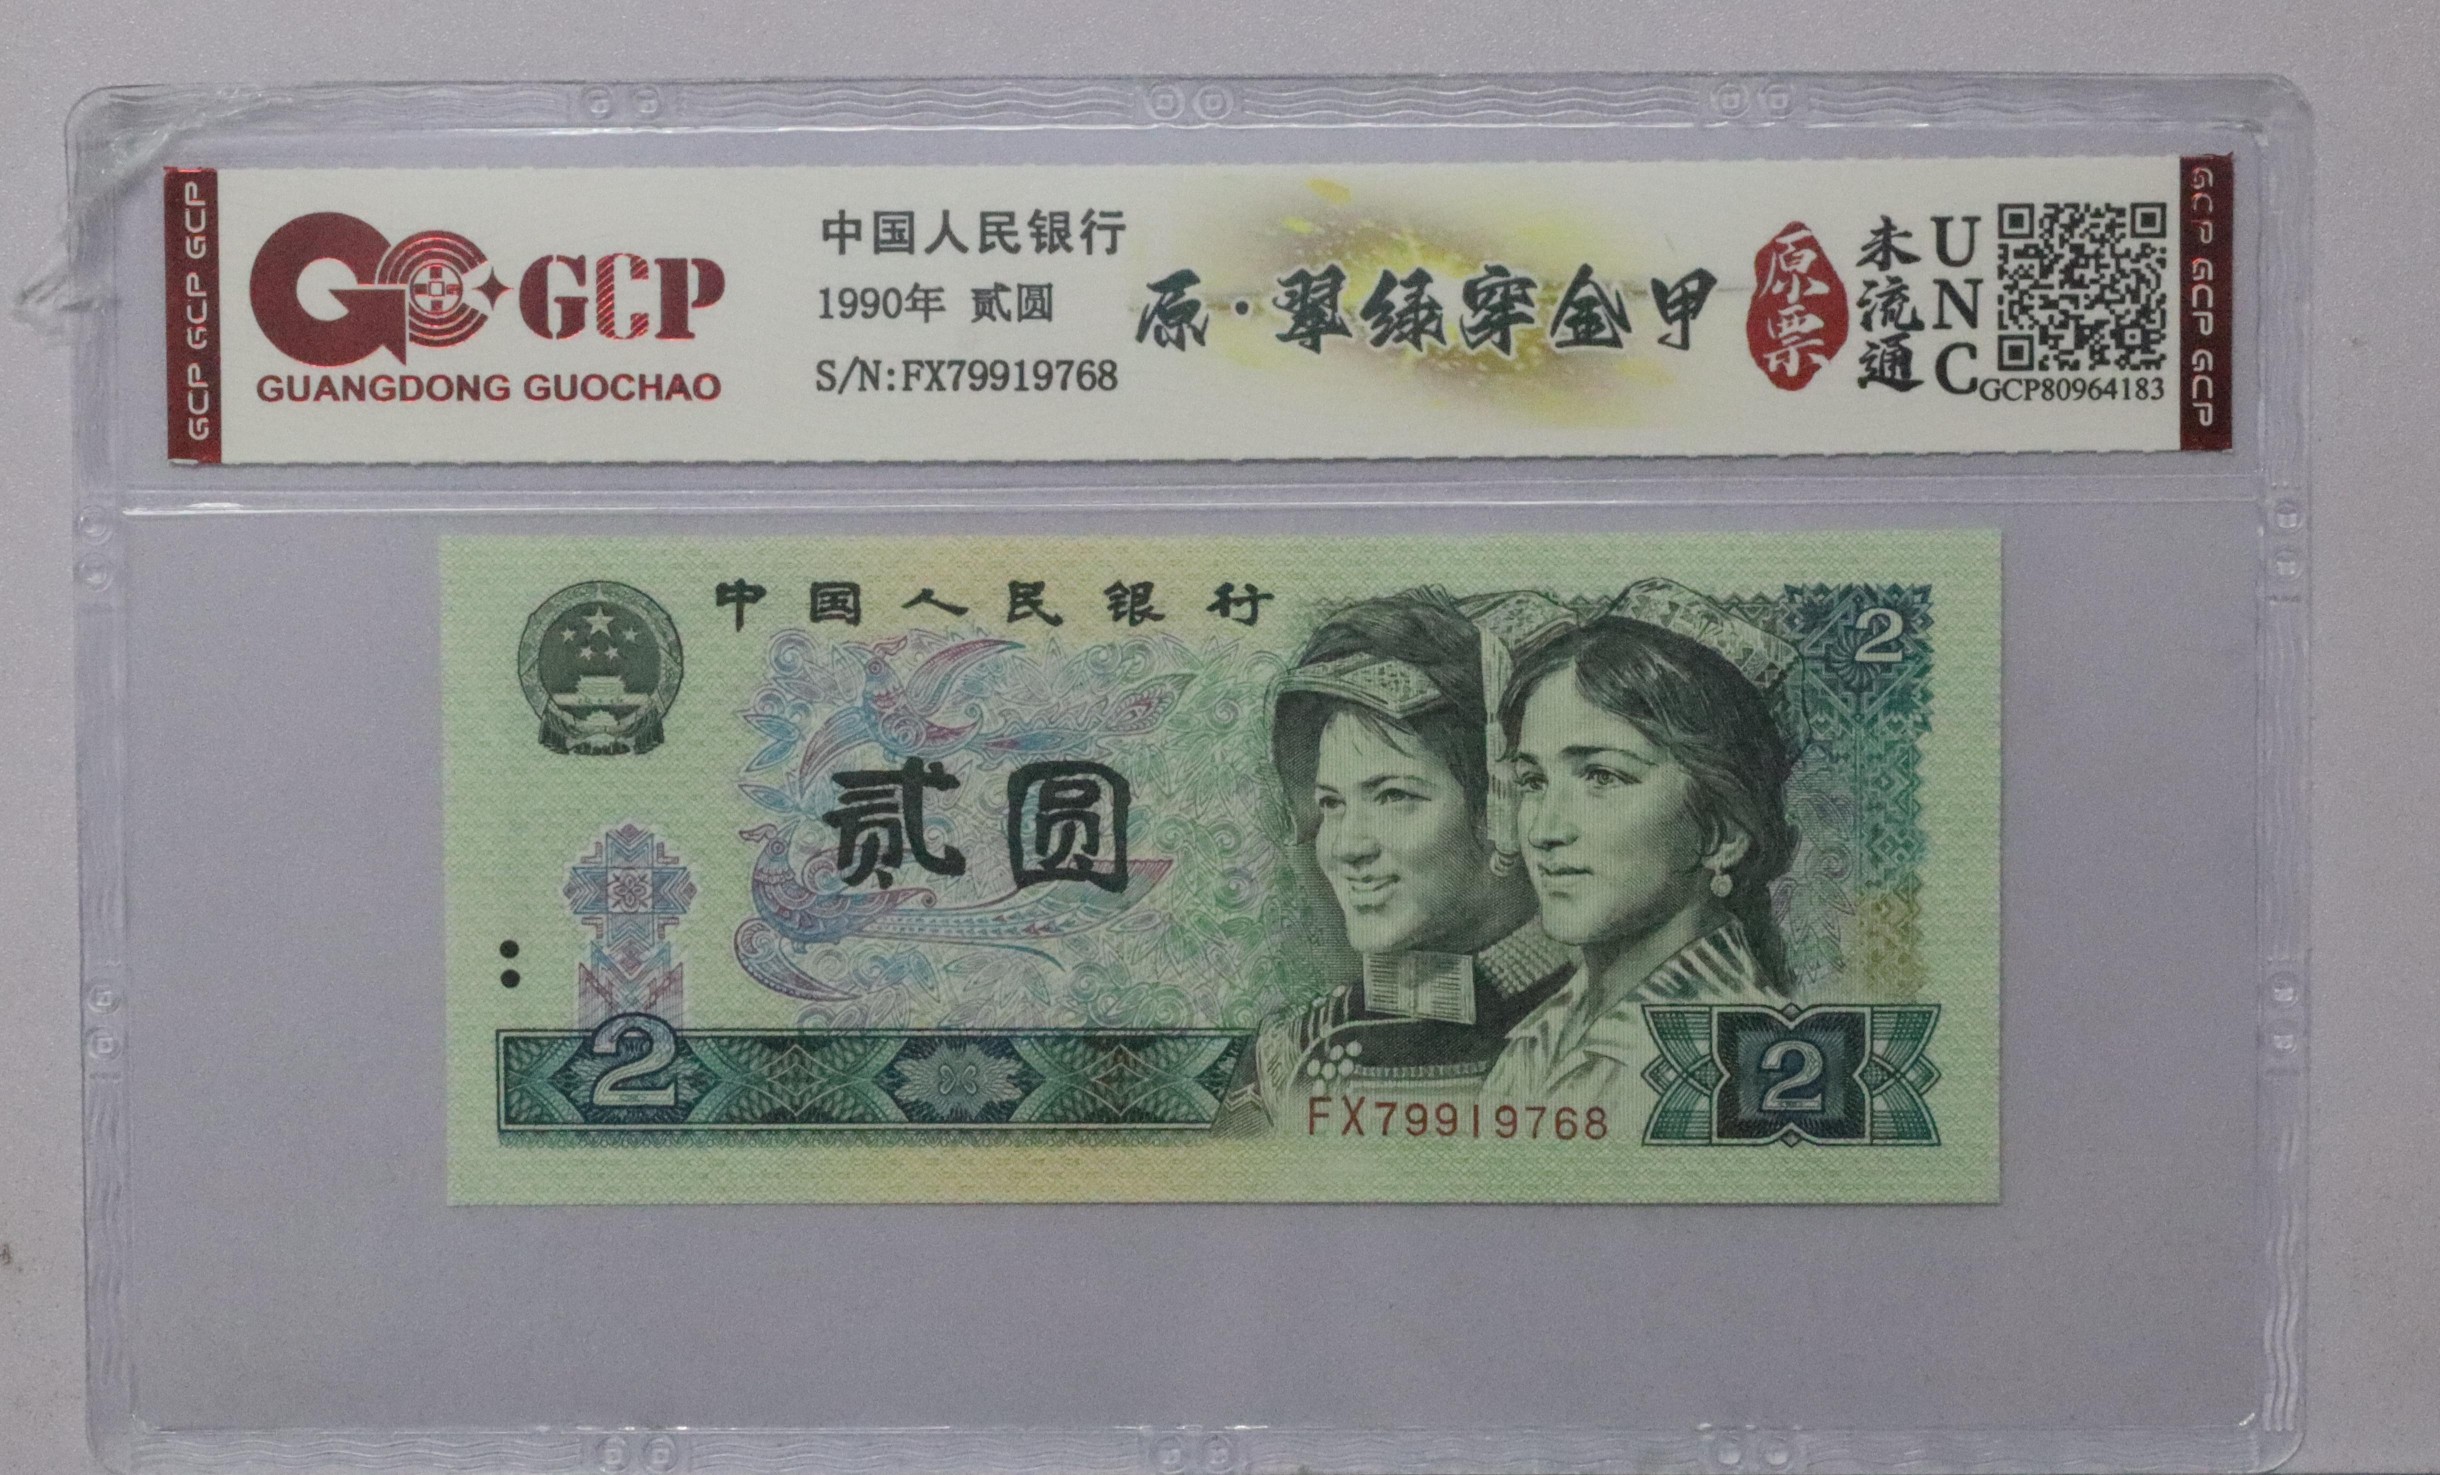 GCP GCP GCP
GCP
GUANGDONG GUOCHAO
中国人民银行
1990年 贰圆
S/N:FX79919768
原·翠绿穿金甲
原票
未流通
UNC
GCP80964183
GCP GCP GCP
中国人民银行
2
贰圆
2
FX79919768
2